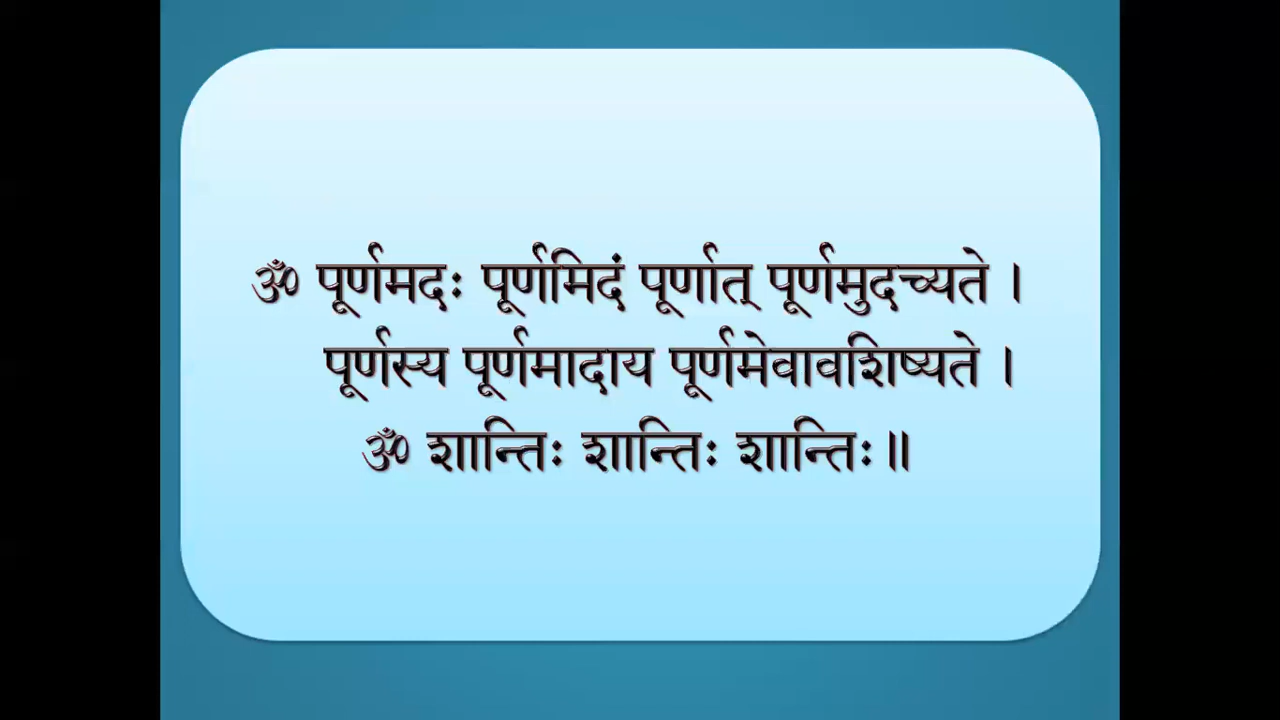 ॐ पूर्णमदः पूर्णमिदं पूर्णात् पूर्णमुदच्यते ।
पूर्णस्य पूर्णमादाय पूर्णमेवावशिष्यते ।
ॐ शान्तिः शान्तिः शान्तिः॥